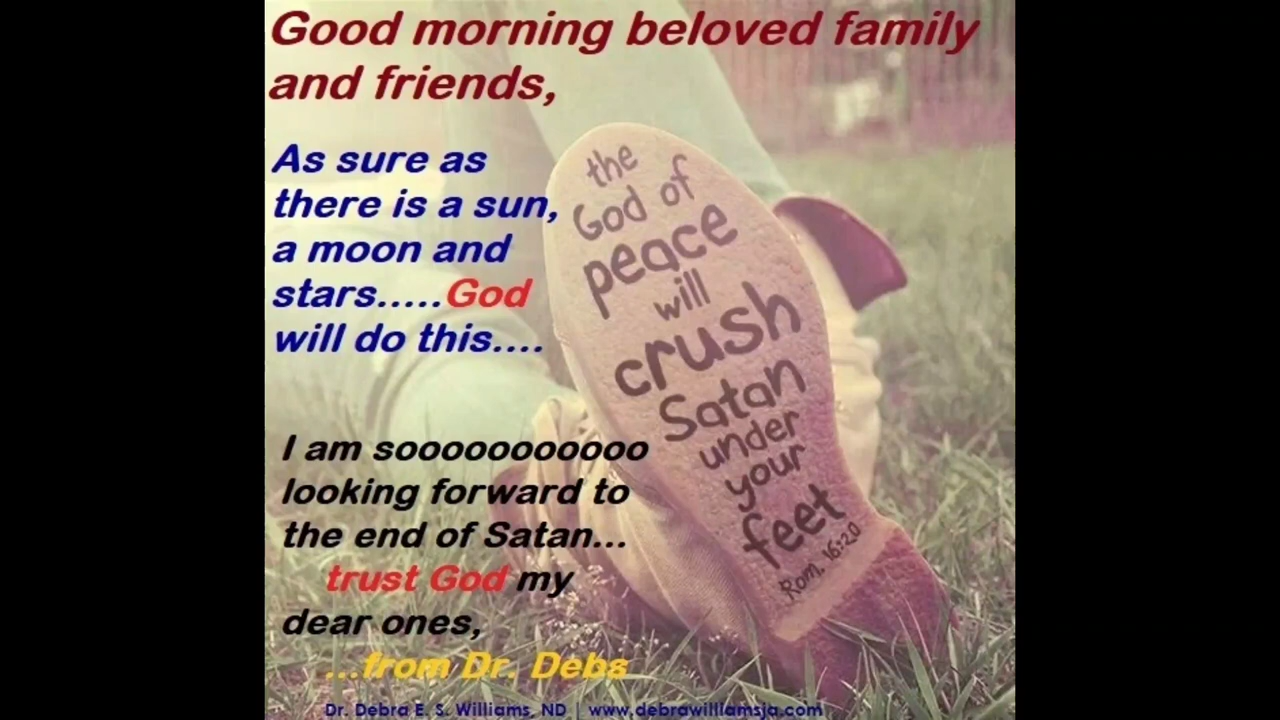 Good morning beloved family
and friends,
As sure as
there is a sun,
a moon and
stars.....God
will do this....
I am sooooooooooo
looking forward to
the end of Satan...
trust God my
dear ones,
...from Dr. Debs
Dr. Debra E. S. Williams, ND | www.debrawilliamsja.com
the
God of
peace
will
crush
Satan
under
your
feet
Rom. 16:20